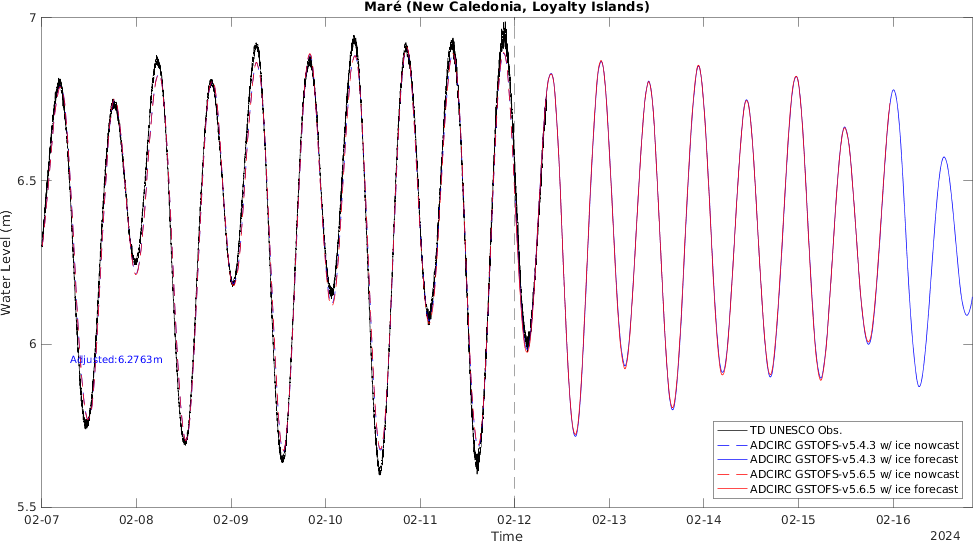 Maré (New Caledonia, Loyalty Islands)
7
6.5
6
5.5
Water Level (m)
Adjusted:6.2763m
TD UNESCO Obs.
ADCIRC GSTOFS-v5.4.3 w/ ice nowcast
ADCIRC GSTOFS-v5.4.3 w/ ice forecast
ADCIRC GSTOFS-v5.6.5 w/ ice nowcast
ADCIRC GSTOFS-v5.6.5 w/ ice forecast
02-07 02-08 02-09 02-10 02-11 02-12 02-13 02-14 02-15 02-16
Time
2024